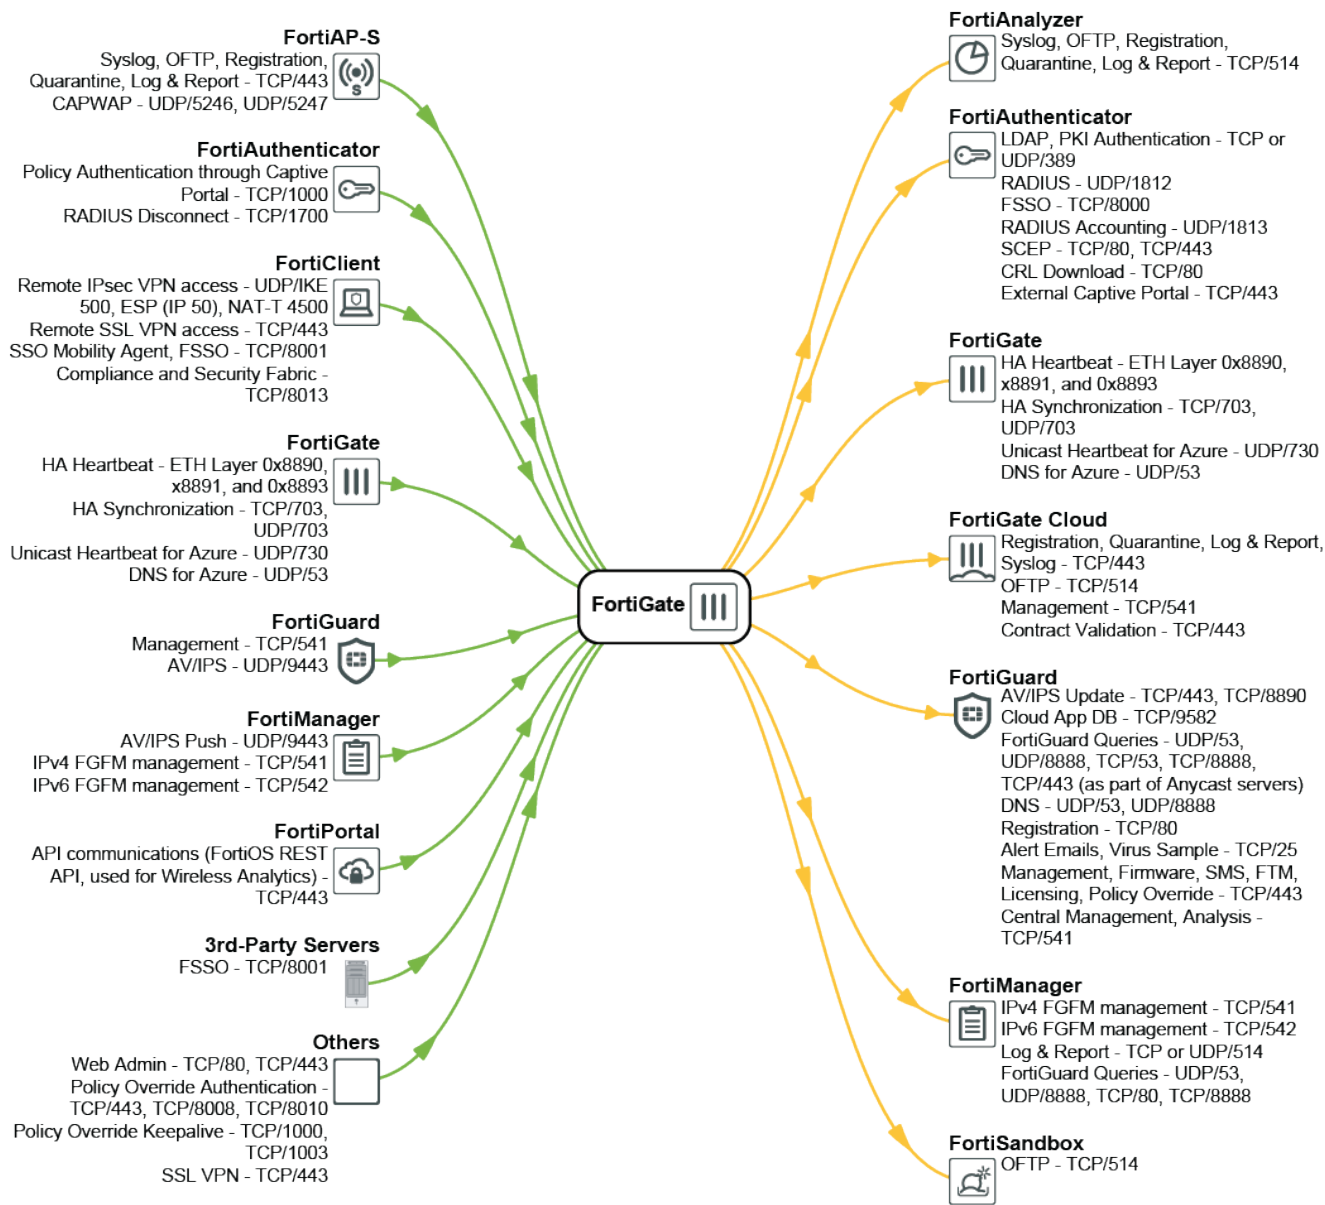 FortiAP-S
Syslog, OFTP, Registration,
Quarantine, Log & Report - TCP/443
CAPWAP - UDP/5246, UDP/5247
S
FortiAuthenticator
Policy Authentication through Captive
Portal - TCP/1000
RADIUS Disconnect - TCP/1700
FortiClient
Remote IPsec VPN access - UDP/IKE
500, ESP (IP 50), NAT-T 4500
Remote SSL VPN access - TCP/443
SSO Mobility Agent, FSSO - TCP/8001
Compliance and Security Fabric -
TCP/8013
FortiGate
HA Heartbeat - ETH Layer 0x8890,
x8891, and 0x8893
HA Synchronization - TCP/703,
UDP/703
Unicast Heartbeat for Azure - UDP/730
DNS for Azure - UDP/53
FortiGuard
Management - TCP/541
AV/IPS - UDP/9443
FortiManager
AV/IPS Push - UDP/9443
IPv4 FGFM management - TCP/541
IPv6 FGFM management - TCP/542
FortiPortal
API communications (FortiOS REST
API, used for Wireless Analytics) -
TCP/443
3rd-Party Servers
FSSO - TCP/8001
Others
Web Admin - TCP/80, TCP/443
Policy Override Authentication -
TCP/443, TCP/8008, TCP/8010
Policy Override Keepalive - TCP/1000,
TCP/1003
SSL VPN - TCP/443
FortiGate
FortiAnalyzer
Syslog, OFTP, Registration,
Quarantine, Log & Report - TCP/514
FortiAuthenticator
LDAP, PKI Authentication - TCP or
UDP/389
RADIUS - UDP/1812
FSSO - TCP/8000
RADIUS Accounting - UDP/1813
SCEP - TCP/80, TCP/443
CRL Download - TCP/80
External Captive Portal - TCP/443
FortiGate
HA Heartbeat - ETH Layer 0x8890,
x8891, and 0x8893
HA Synchronization - TCP/703,
UDP/703
Unicast Heartbeat for Azure - UDP/730
DNS for Azure - UDP/53
FortiGate Cloud
Registration, Quarantine, Log & Report,
Syslog - TCP/443
OFTP - TCP/514
Management - TCP/541
Contract Validation - TCP/443
FortiGuard
AV/IPS Update - TCP/443, TCP/8890
Cloud App DB - TCP/9582
FortiGuard Queries - UDP/53,
UDP/8888, TCP/53, TCP/8888,
TCP/443 (as part of Anycast servers)
DNS - UDP/53, UDP/8888
Registration - TCP/80
Alert Emails, Virus Sample - TCP/25
Management, Firmware, SMS, FTM,
Licensing, Policy Override - TCP/443
Central Management, Analysis -
TCP/541
FortiManager
IPv4 FGFM management - TCP/541
IPv6 FGFM management - TCP/542
Log & Report - TCP or UDP/514
FortiGuard Queries - UDP/53,
UDP/8888, TCP/80, TCP/8888
FortiSandbox
OFTP - TCP/514